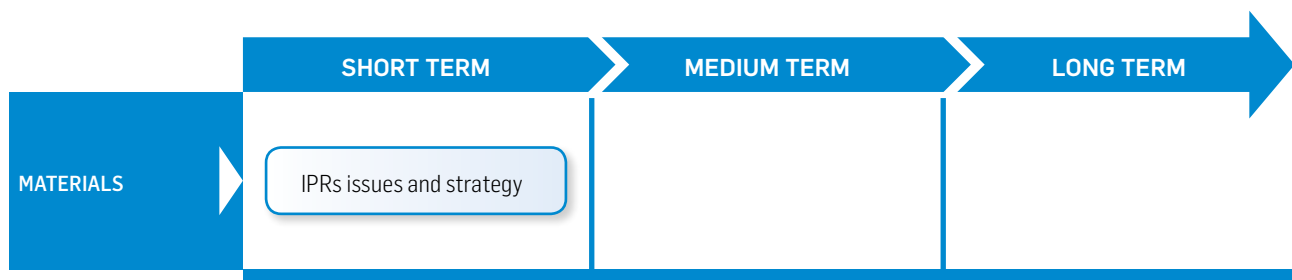 SHORT TERM
MEDIUM TERM
LONG TERM
MATERIALS
IPRs issues and strategy